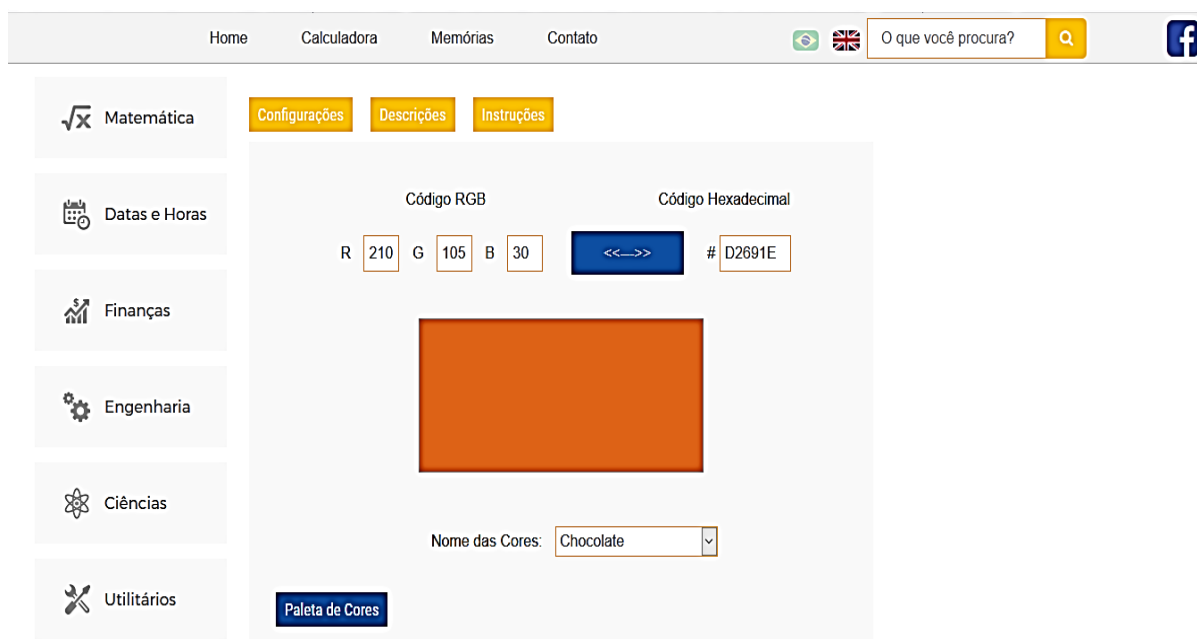 Home Calculadora Memórias Contato O que você procura?
Matemática
Datas e Horas
Finanças
Engenharia
Ciências
Utilitários
Configurações Descrições Instruções
Código RGB Código Hexadecimal
R 210 G 105 B 30 <<—>> # D2691E
Nome das Cores: Chocolate
Paleta de Cores